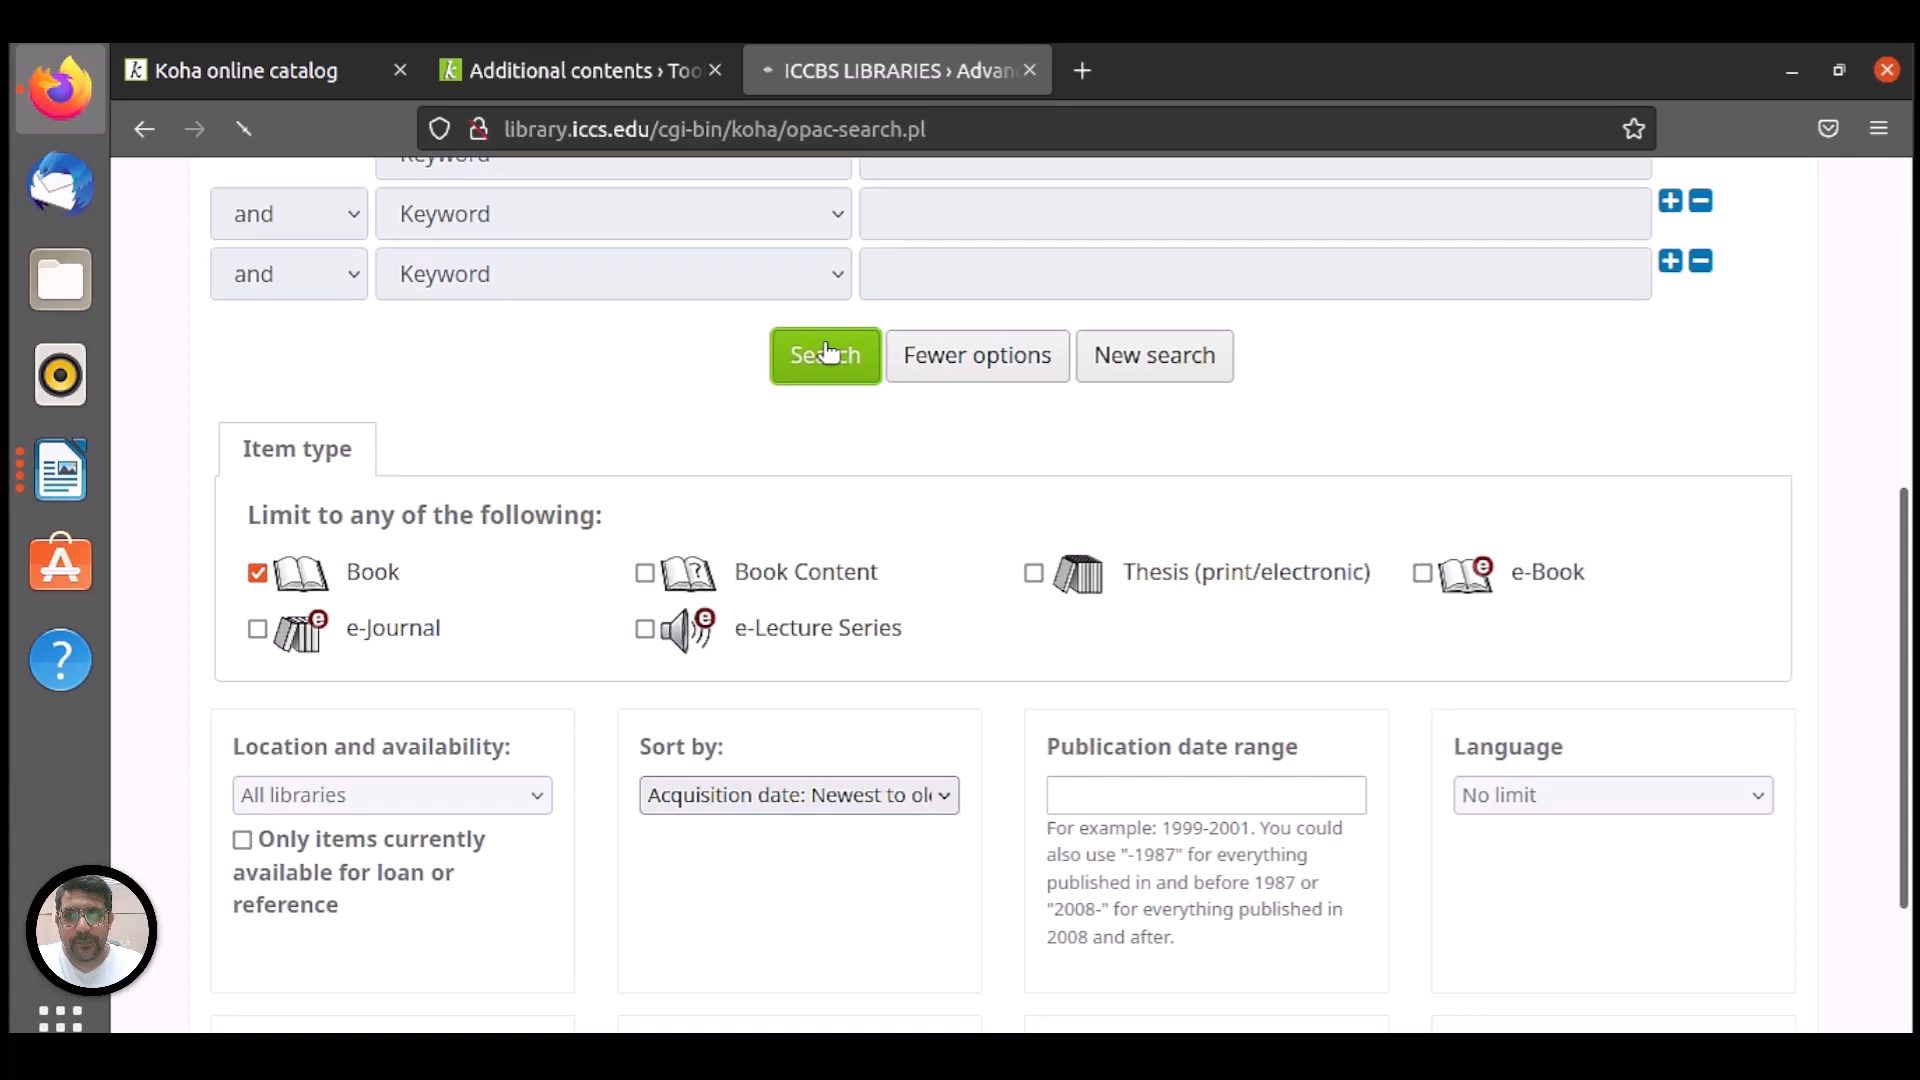 Koha online catalog
Additional contents › Too
ICCBS LIBRARIES › Advan
library.iccs.edu/cgi-bin/koha/opac-search.pl
Keyword
and
Keyword
and
Keyword
Search
Fewer options
New search
Item type
Limit to any of the following:
Book
Book Content
Thesis (print/electronic)
e-Book
e-Journal
e-Lecture Series
Location and availability:
All libraries
Only items currently
available for loan or
reference
Sort by:
Acquisition date: Newest to ol
Publication date range
For example: 1999-2001. You could
also use "-1987" for everything
published in and before 1987 or
"2008-" for everything published in
2008 and after.
Language
No limit